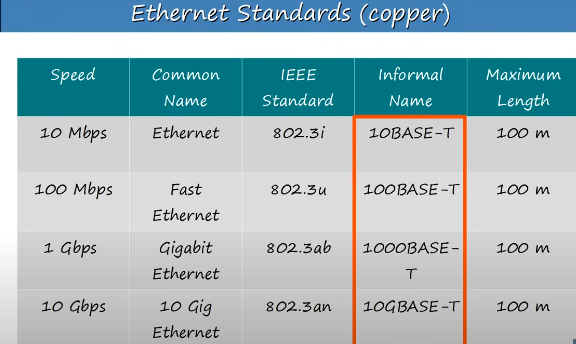 Ethernet Standards (copper)
Speed Common Name IEEE Standard Informal Name Maximum Length
10 Mbps Ethernet 802.3i 10BASE-T 100 m
100 Mbps Fast Ethernet 802.3u 100BASE-T 100 m
1 Gbps Gigabit Ethernet 802.3ab 1000BASE-T 100 m
10 Gbps 10 Gig Ethernet 802.3an 10GBASE-T 100 m